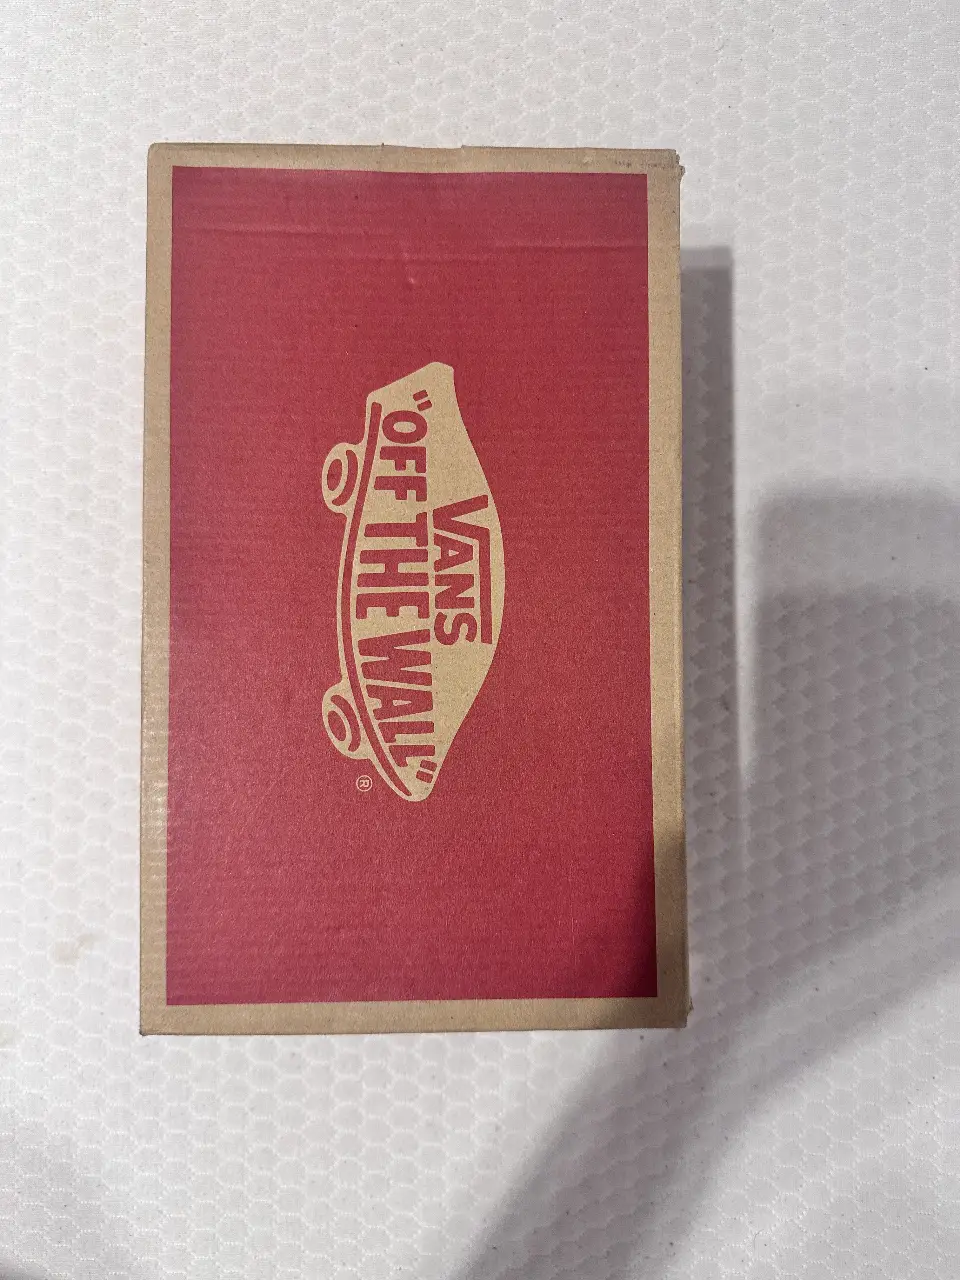 VANS
"OFF THE WALL"
®